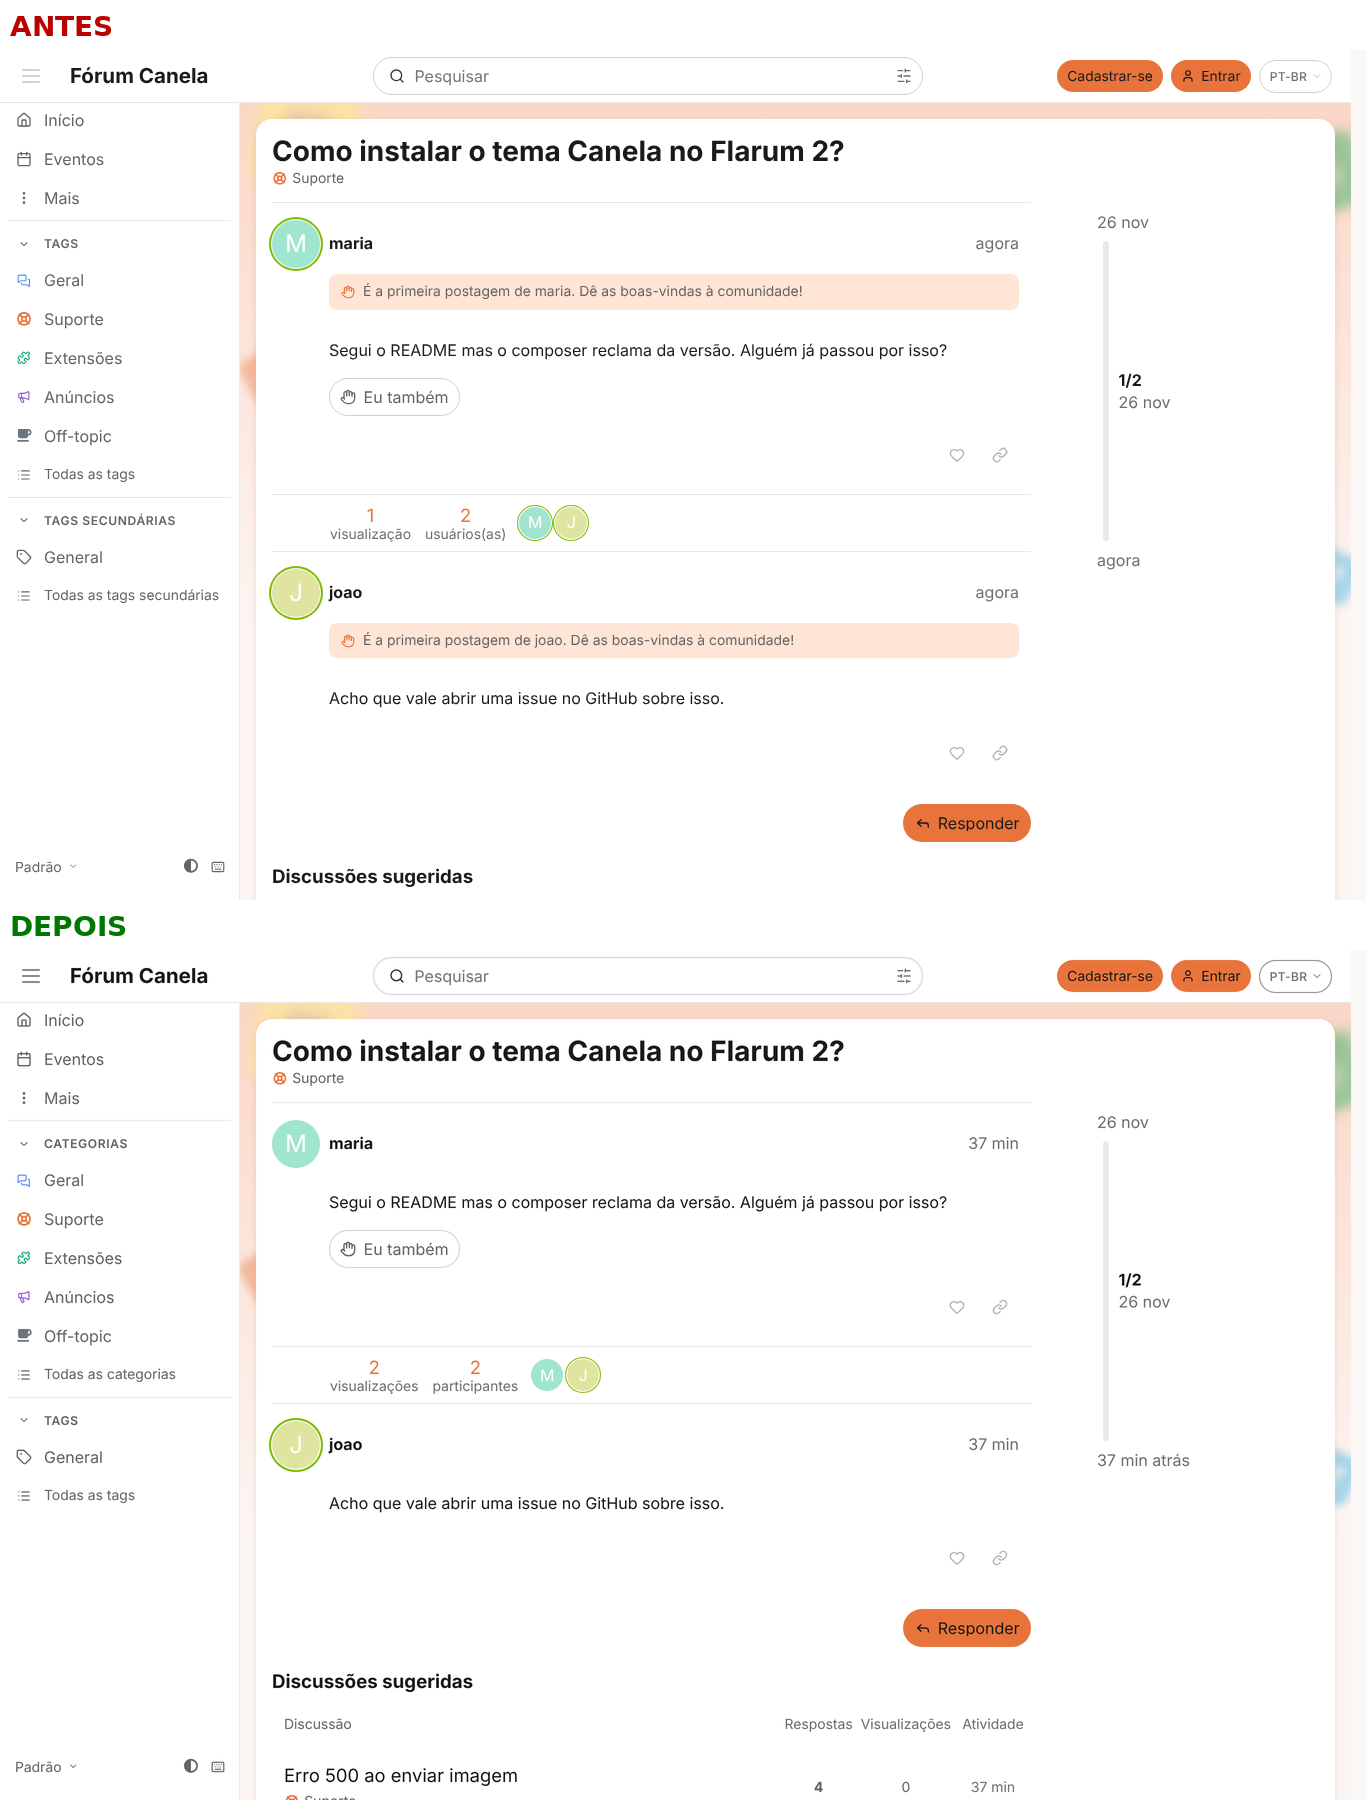 ANTES
Fórum Canela
Pesquisar
Cadastrar-se
Entrar
PT-BR
Início
Eventos
Mais
TAGS
Geral
Suporte
Extensões
Anúncios
Off-topic
Todas as tags
TAGS SECUNDÁRIAS
General
Todas as tags secundárias
Padrão
Como instalar o tema Canela no Flarum 2?
Suporte
M
maria
agora
É a primeira postagem de maria. Dê as boas-vindas à comunidade!
Segui o README mas o composer reclama da versão. Alguém já passou por isso?
Eu também
1
visualização
2
usuários(as)
M
J
J
joao
agora
É a primeira postagem de joao. Dê as boas-vindas à comunidade!
Acho que vale abrir uma issue no GitHub sobre isso.
Responder
Discussões sugeridas
26 nov
1/2
26 nov
agora
DEPOIS
Fórum Canela
Pesquisar
Cadastrar-se
Entrar
PT-BR
Início
Eventos
Mais
CATEGORIAS
Geral
Suporte
Extensões
Anúncios
Off-topic
Todas as categorias
TAGS
General
Todas as tags
Padrão
Como instalar o tema Canela no Flarum 2?
Suporte
M
maria
37 min
Segui o README mas o composer reclama da versão. Alguém já passou por isso?
Eu também
2
visualizações
2
participantes
M
J
J
joao
37 min
Acho que vale abrir uma issue no GitHub sobre isso.
Responder
Discussões sugeridas
Discussão
Respostas
Visualizações
Atividade
Erro 500 ao enviar imagem
Suporte
4
0
37 min
26 nov
1/2
26 nov
37 min atrás